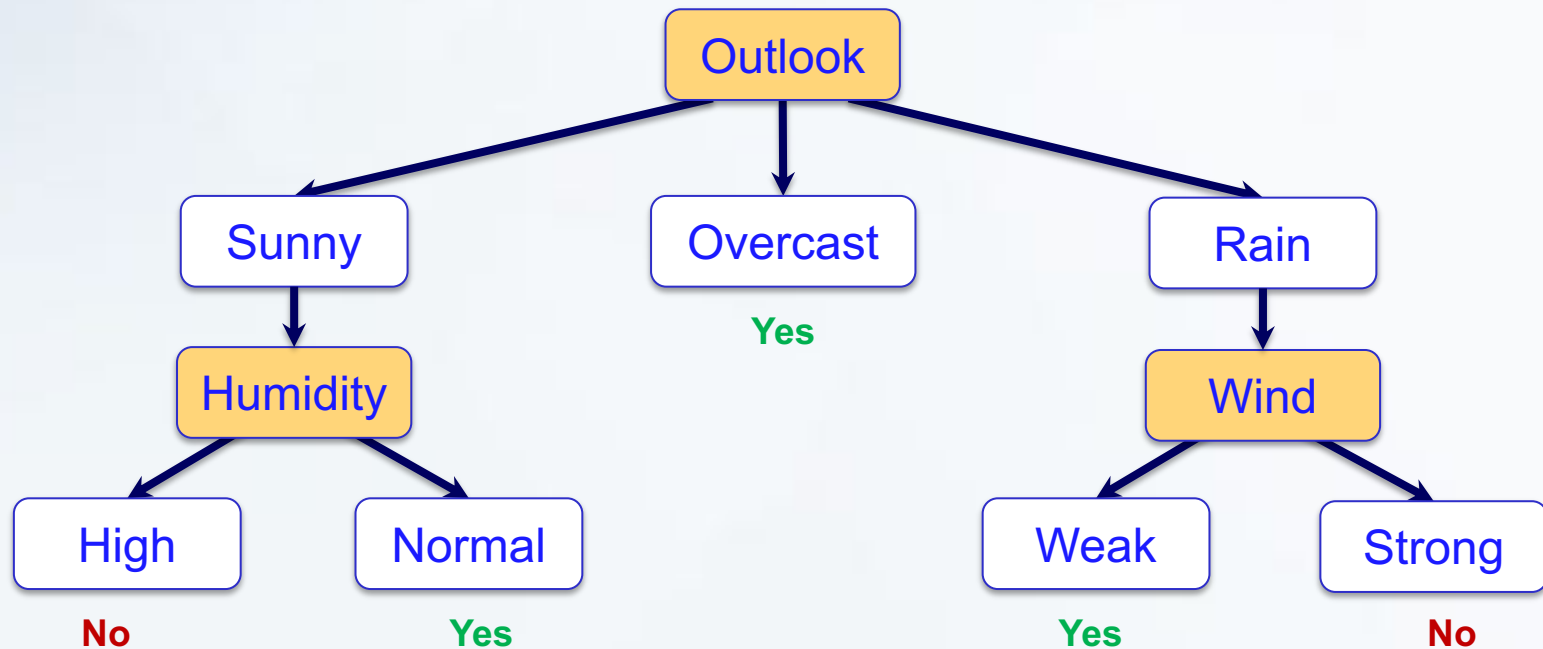 Outlook
Sunny
Overcast
Rain
Yes
Humidity
Wind
High
Normal
Weak
Strong
No
Yes
Yes
No